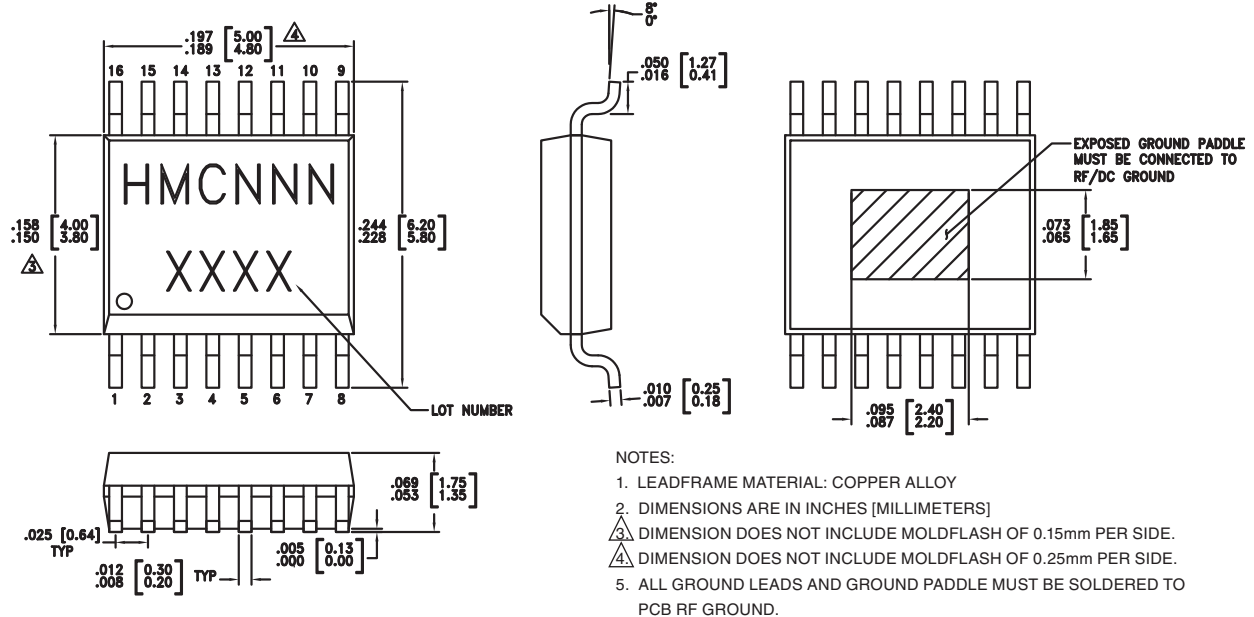 .197 [5.00]
.189 [4.80] 4
16 15 14 13 12 11 10 9
HMCNNN
XXXX
.158 [4.00]
.150 [3.80]
3
.244 [6.20]
.228 [5.80]
1 2 3 4 5 6 7 8
LOT NUMBER
8°
0°
.050 [1.27]
.016 [0.41]
.010 [0.25]
.007 [0.18]
EXPOSED GROUND PADDLE
MUST BE CONNECTED TO
RF/DC GROUND
.073 [1.85]
.065 [1.65]
.095 [2.40]
.087 [2.20]
.069 [1.75]
.053 [1.35]
.025 [0.64]
TYP
.012 [0.30]
.008 [0.20] TYP
.005 [0.13]
.000 [0.00]
NOTES:
1. LEADFRAME MATERIAL: COPPER ALLOY
2. DIMENSIONS ARE IN INCHES [MILLIMETERS]
3. DIMENSION DOES NOT INCLUDE MOLDFLASH OF 0.15mm PER SIDE.
4. DIMENSION DOES NOT INCLUDE MOLDFLASH OF 0.25mm PER SIDE.
5. ALL GROUND LEADS AND GROUND PADDLE MUST BE SOLDERED TO
PCB RF GROUND.